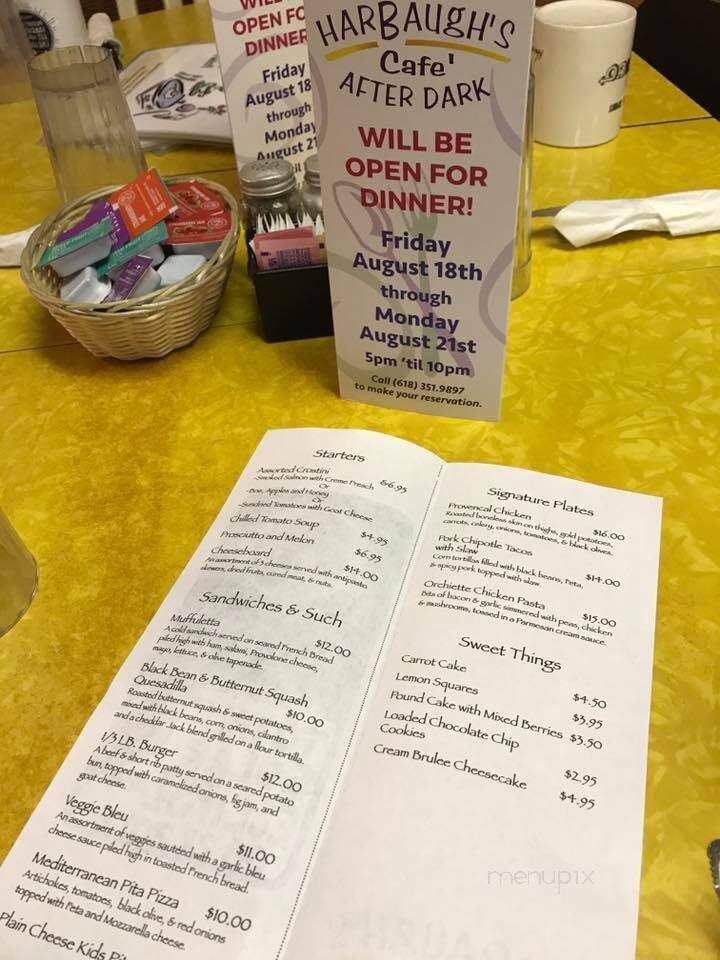 WILL
OPEN FO
DINNER
Friday
August 18
through
Monday
August 21
HARBAUGH'S
Cafe'
AFTER DARK
WILL BE
OPEN FOR
DINNER!
Friday
August 18th
through
Monday
August 21st
5pm 'til 10pm
Call (618) 351.9897
to make your reservation.
Starters
Assorted Crostini $6.95
-Smoked Salmon with Creme Fresch
Or
-Brie, Apples and Honey
Or
-Sundried Tomatoes with Goat Cheese
Chilled Tomato Soup $4.95
Prosciutto and Melon $6.95
Cheeseboard $14.00
An assortment of 3 cheeses served with antipasto
skewers, dried fruits, cured meat, & nuts.
Sandwiches & Such
Muffuletta $12.00
A cold sandwich served on seared French Bread
piled high with ham, salami, Provolone cheese,
mayo, lettuce, & olive tapenade.
Black Bean & Butternut Squash
Quesadilla $10.00
Roasted butternut squash & sweet potatoes,
mixed with black beans, corn, onions, cilantro
and a cheddar Jack blend grilled on a flour tortilla.
1/3 LB. Burger $12.00
A beef & short rib patty served on a seared potato
bun, topped with caramelized onions, fig jam, and
goat cheese.
Veggie Bleu $11.00
An assortment of veggies sautéed with a garlic bleu
cheese sauce piled high in toasted French bread.
Mediterranean Pita Pizza $10.00
Artichokes, tomatoes, black olive, & red onions
topped with Feta and Mozzarella cheese.
Plain Cheese Kids Pi
Signature Plates
Provencal Chicken $16.00
Roasted boneless skin on thighs, gold potatoes,
carrots, celery, onions, tomatoes, & black olives.
Pork Chipotle Tacos
with Slaw $14.00
Corn tortillas filled with black beans, feta,
& spicy pork topped with slaw.
Orchiette Chicken Pasta $15.00
Bits of bacon & garlic simmered with peas, chicken
& mushrooms, tossed in a Parmesan cream sauce.
Sweet Things
Carrot Cake $4.50
Lemon Squares $3.95
Pound Cake with Mixed Berries $3.50
Loaded Chocolate Chip
Cookies $2.95
Cream Brulee Cheesecake $4.95
menupix